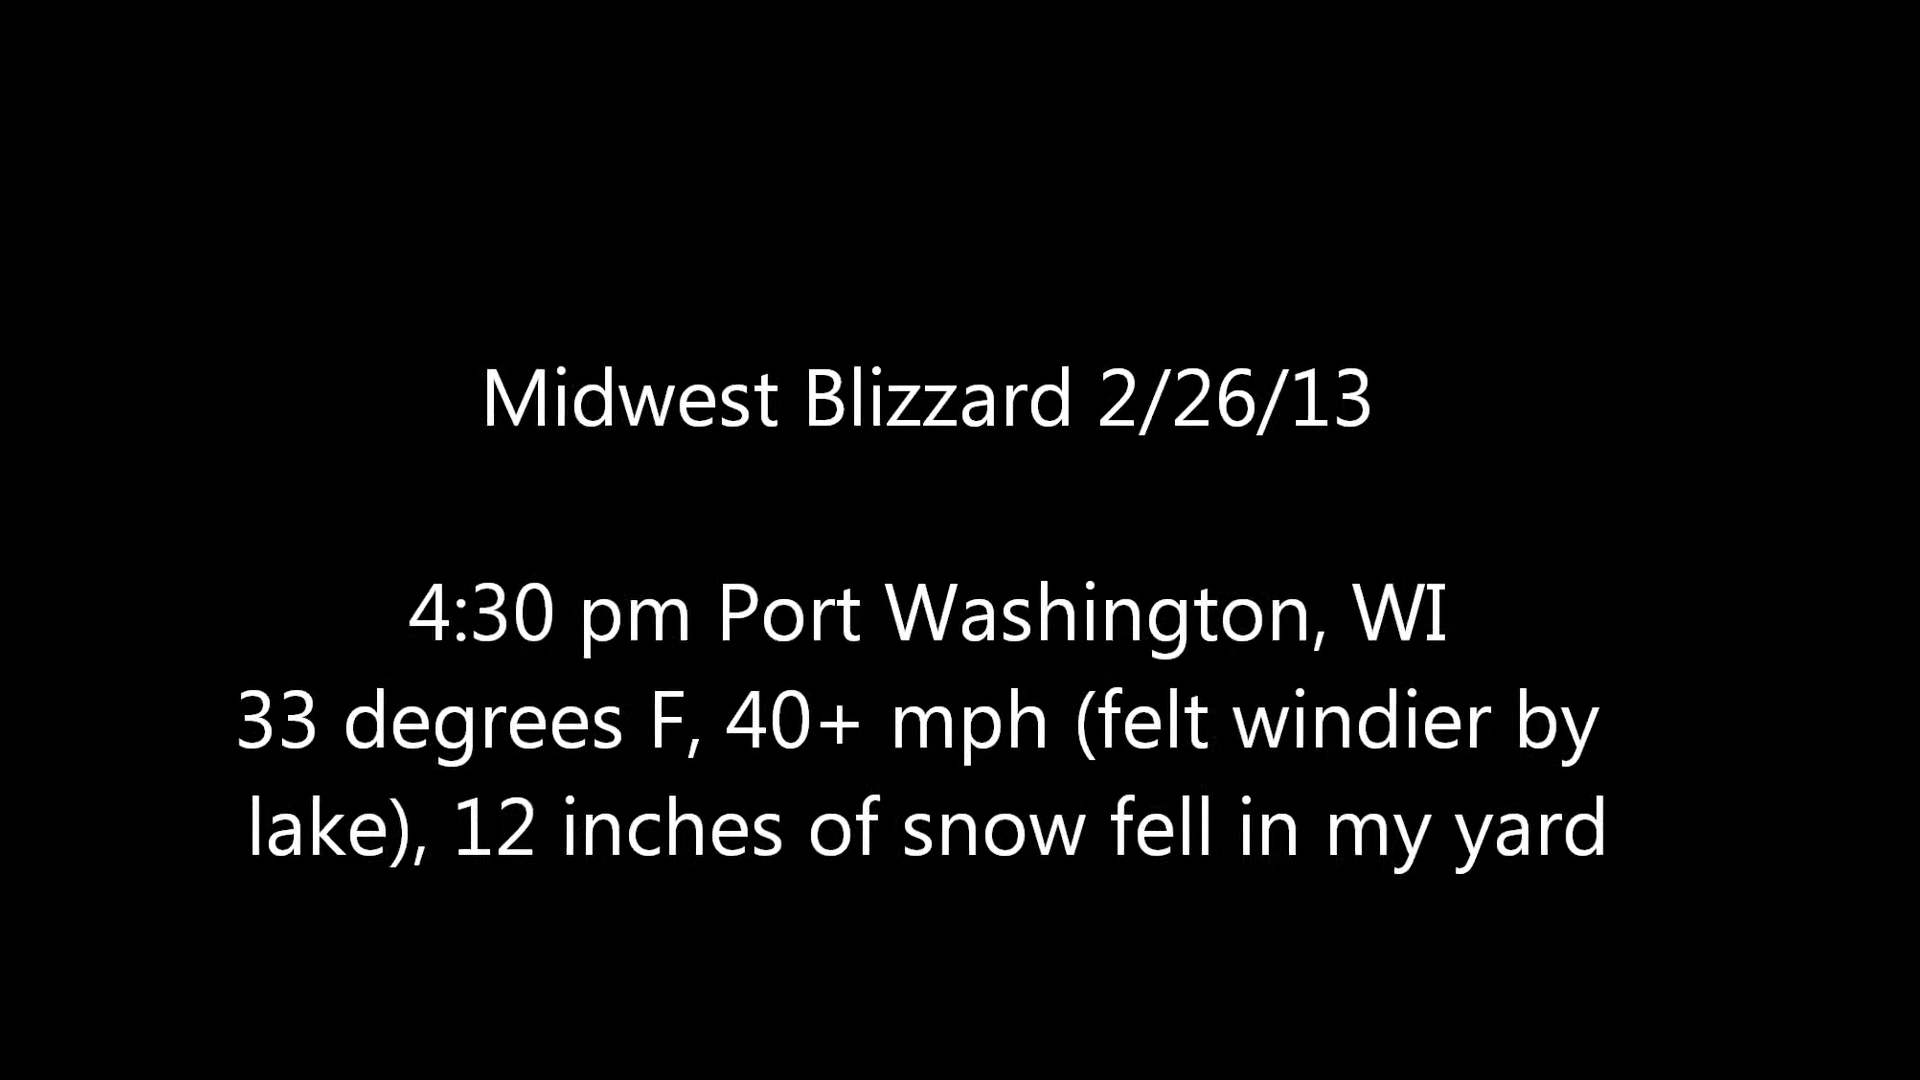 Midwest Blizzard 2/26/13
4:30 pm Port Washington, WI
33 degrees F, 40+ mph (felt windier by
lake), 12 inches of snow fell in my yard